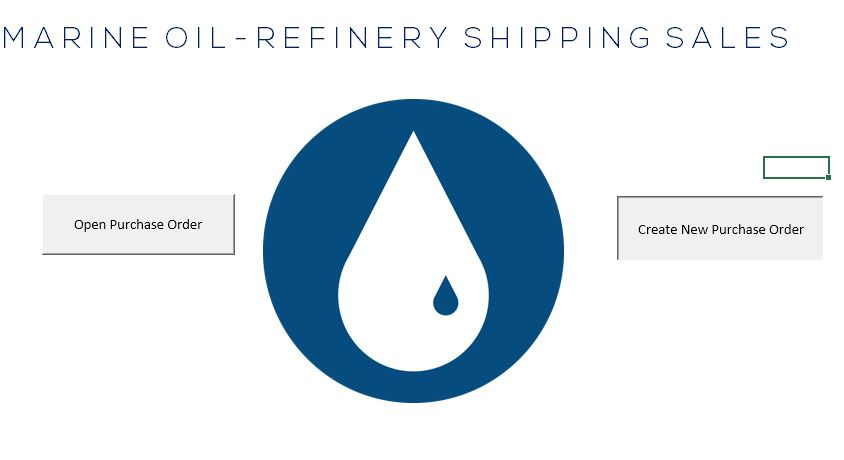 MARINE OIL-REFINERY SHIPPING SALES
Open Purchase Order
Create New Purchase Order